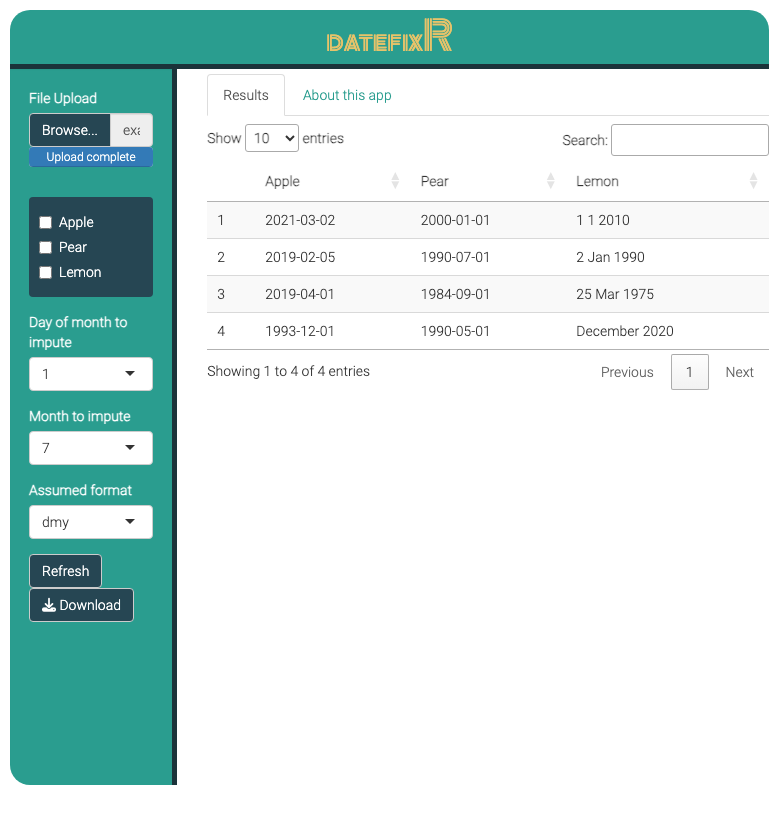 DATEFIXR
File Upload
Browse... exa
Upload complete
Apple
Pear
Lemon
Day of month to
impute
1
Month to impute
7
Assumed format
dmy
Refresh
Download
Results About this app
Show 10 entries Search:
Apple Pear Lemon
1 2021-03-02 2000-01-01 1 1 2010
2 2019-02-05 1990-07-01 2 Jan 1990
3 2019-04-01 1984-09-01 25 Mar 1975
4 1993-12-01 1990-05-01 December 2020
Showing 1 to 4 of 4 entries Previous 1 Next